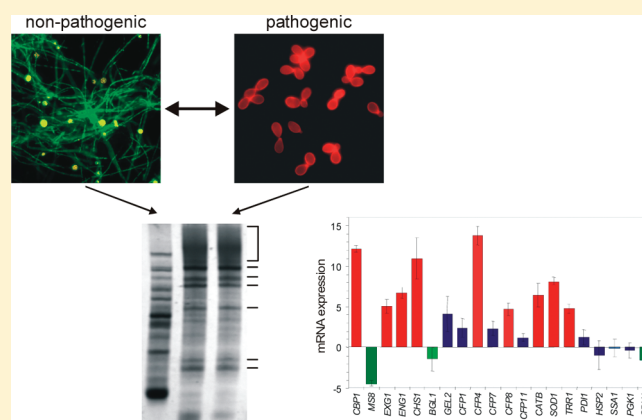 non-pathogenic
pathogenic
mRNA expression
15
10
5
0
-5
CBP1
MS8
EXG1
ENG1
CHS1
BGL1
GEL2
CFP1
CFP4
CFP7
CFP8
CFP11
CATB
SOD1
TRR1
PDI1
HSP2
SSA1
PGK1